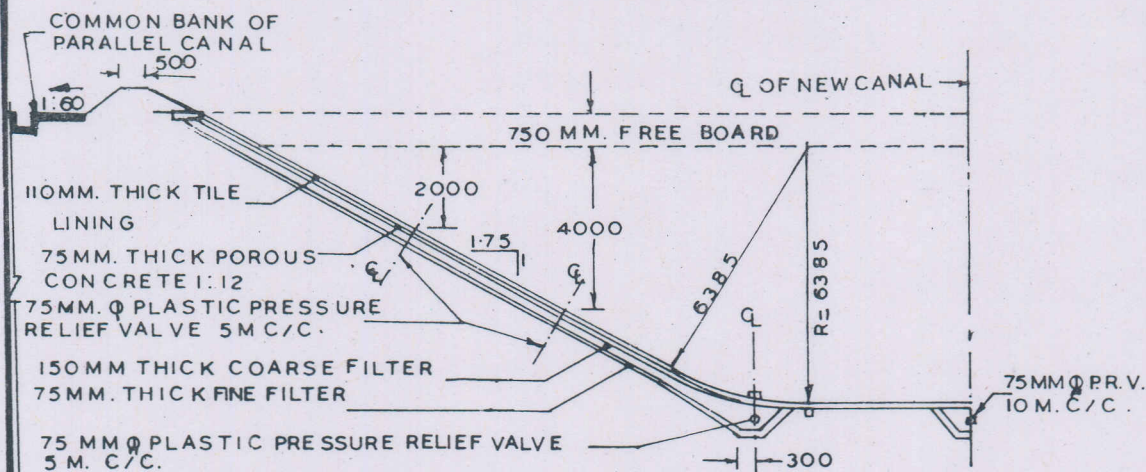 COMMON BANK OF
PARALLEL CANAL
500
1:60
℄ OF NEW CANAL
750 MM. FREE BOARD
110MM. THICK TILE
LINING
2000
4000
1·75
1
75MM. THICK POROUS
CONCRETE 1:12
℄
℄
75MM. Φ PLASTIC PRESSURE
RELIEF VALVE 5M C/C.
6385
R=6385
℄
150MM THICK COARSE FILTER
75MM. THICK FINE FILTER
75MM Φ P.R.V.
10 M. C/C.
75 MM Φ PLASTIC PRESSURE RELIEF VALVE
5 M. C/C.
300